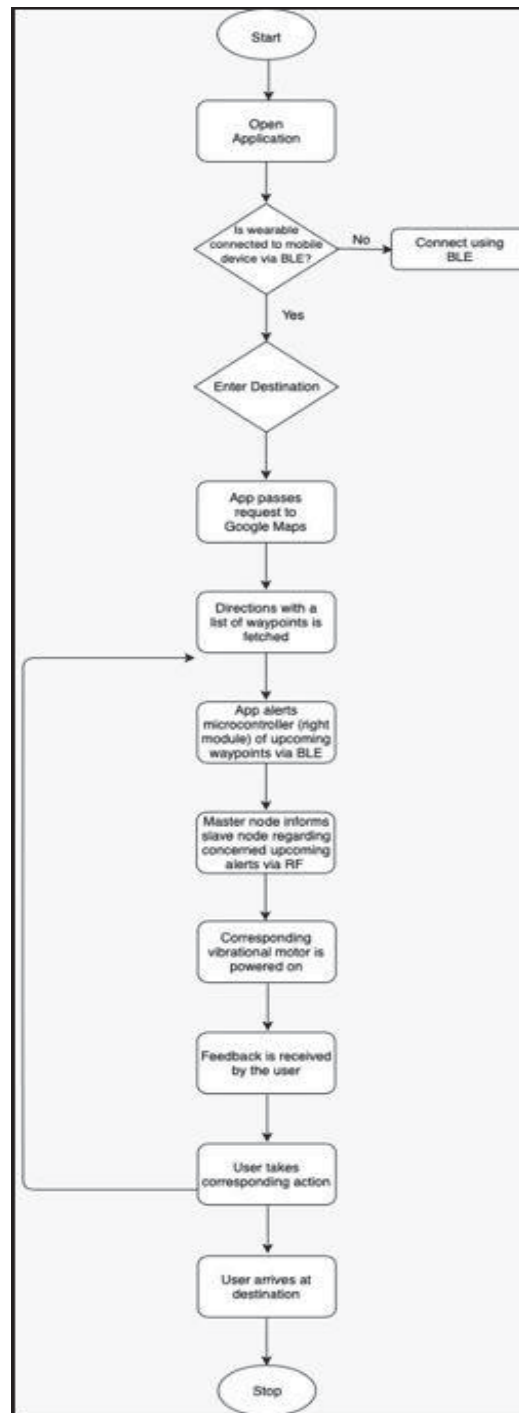 Start
Open
Application
Is wearable
connected to mobile
device via BLE?
No
Connect using
BLE
Yes
Enter Destination
App passes
request to
Google Maps
Directions with a
list of waypoints is
fetched
App alerts
microcontroller (right
module) of upcoming
waypoints via BLE
Master node informs
slave node regarding
concerned upcoming
alerts via RF
Corresponding
vibrational motor is
powered on
Feedback is received
by the user
User takes
corresponding action
User arrives at
destination
Stop